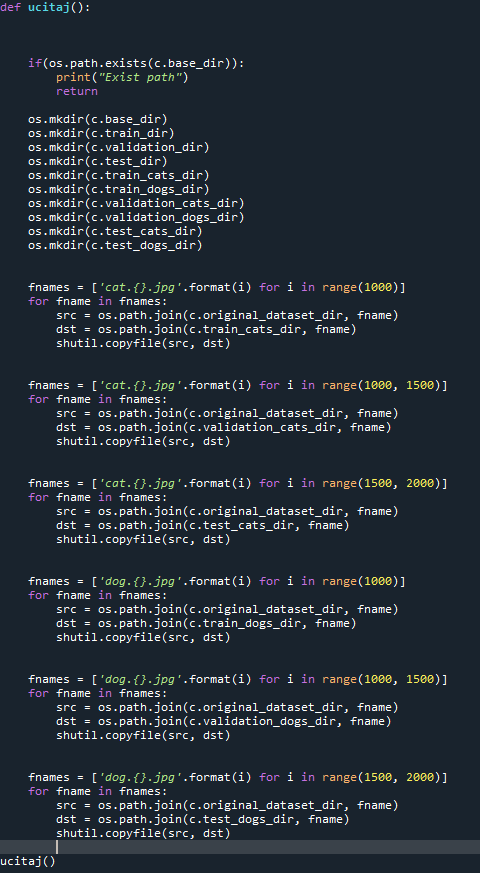 def ucitaj():
    if(os.path.exists(c.base_dir)):
        print("Exist path")
        return
    os.mkdir(c.base_dir)
    os.mkdir(c.train_dir)
    os.mkdir(c.validation_dir)
    os.mkdir(c.test_dir)
    os.mkdir(c.train_cats_dir)
    os.mkdir(c.train_dogs_dir)
    os.mkdir(c.validation_cats_dir)
    os.mkdir(c.validation_dogs_dir)
    os.mkdir(c.test_cats_dir)
    os.mkdir(c.test_dogs_dir)
    fnames = ['cat.{}.jpg'.format(i) for i in range(1000)]
    for fname in fnames:
        src = os.path.join(c.original_dataset_dir, fname)
        dst = os.path.join(c.train_cats_dir, fname)
        shutil.copyfile(src, dst)
    fnames = ['cat.{}.jpg'.format(i) for i in range(1000, 1500)]
    for fname in fnames:
        src = os.path.join(c.original_dataset_dir, fname)
        dst = os.path.join(c.validation_cats_dir, fname)
        shutil.copyfile(src, dst)
    fnames = ['cat.{}.jpg'.format(i) for i in range(1500, 2000)]
    for fname in fnames:
        src = os.path.join(c.original_dataset_dir, fname)
        dst = os.path.join(c.test_cats_dir, fname)
        shutil.copyfile(src, dst)
    fnames = ['dog.{}.jpg'.format(i) for i in range(1000)]
    for fname in fnames:
        src = os.path.join(c.original_dataset_dir, fname)
        dst = os.path.join(c.train_dogs_dir, fname)
        shutil.copyfile(src, dst)
    fnames = ['dog.{}.jpg'.format(i) for i in range(1000, 1500)]
    for fname in fnames:
        src = os.path.join(c.original_dataset_dir, fname)
        dst = os.path.join(c.validation_dogs_dir, fname)
        shutil.copyfile(src, dst)
    fnames = ['dog.{}.jpg'.format(i) for i in range(1500, 2000)]
    for fname in fnames:
        src = os.path.join(c.original_dataset_dir, fname)
        dst = os.path.join(c.test_dogs_dir, fname)
        shutil.copyfile(src, dst)
ucitaj()